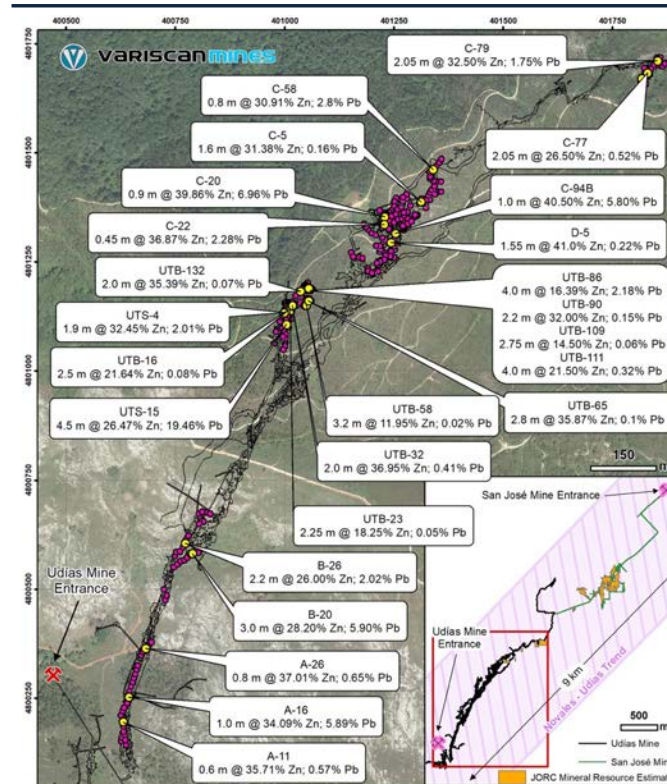 400500 400750 401000 401250 401500 401750
4801750
VARISCAN MINES
C-79
2.05 m @ 32.50% Zn; 1.75% Pb
C-58
0.8 m @ 30.91% Zn; 2.8% Pb
C-5
1.6 m @ 31.38% Zn; 0.16% Pb
C-77
2.05 m @ 26.50% Zn; 0.52% Pb
4801500
C-20
0.9 m @ 39.86% Zn; 6.96% Pb
C-94B
1.0 m @ 40.50% Zn; 5.80% Pb
C-22
0.45 m @ 36.87% Zn; 2.28% Pb
D-5
1.55 m @ 41.0% Zn; 0.22% Pb
4801250
UTB-132
2.0 m @ 35.39% Zn; 0.07% Pb
UTB-86
4.0 m @ 16.39% Zn; 2.18% Pb
UTB-90
2.2 m @ 32.00% Zn; 0.15% Pb
UTB-109
2.75 m @ 14.50% Zn; 0.06% Pb
UTB-111
4.0 m @ 21.50% Zn; 0.32% Pb
UTS-4
1.9 m @ 32.45% Zn; 2.01% Pb
UTB-16
2.5 m @ 21.64% Zn; 0.08% Pb
4801000
UTS-15
4.5 m @ 26.47% Zn; 19.46% Pb
UTB-58
3.2 m @ 11.95% Zn; 0.02% Pb
UTB-65
2.8 m @ 35.87% Zn; 0.1% Pb
UTB-32
2.0 m @ 36.95% Zn; 0.41% Pb
150
m
4800750
UTB-23
2.25 m @ 18.25% Zn; 0.05% Pb
San José Mine Entrance
B-26
2.2 m @ 26.00% Zn; 2.02% Pb
4800500
B-20
3.0 m @ 28.20% Zn; 5.90% Pb
Udías Mine
Entrance
A-26
0.8 m @ 37.01% Zn; 0.65% Pb
Udías Mine
Entrance
9 km
Novales - Udías Trend
4800250
A-16
1.0 m @ 34.09% Zn; 5.89% Pb
500
m
A-11
0.6 m @ 35.71% Zn; 0.57% Pb
Udías Mine
San José Min
JORC Mineral Resource Estima